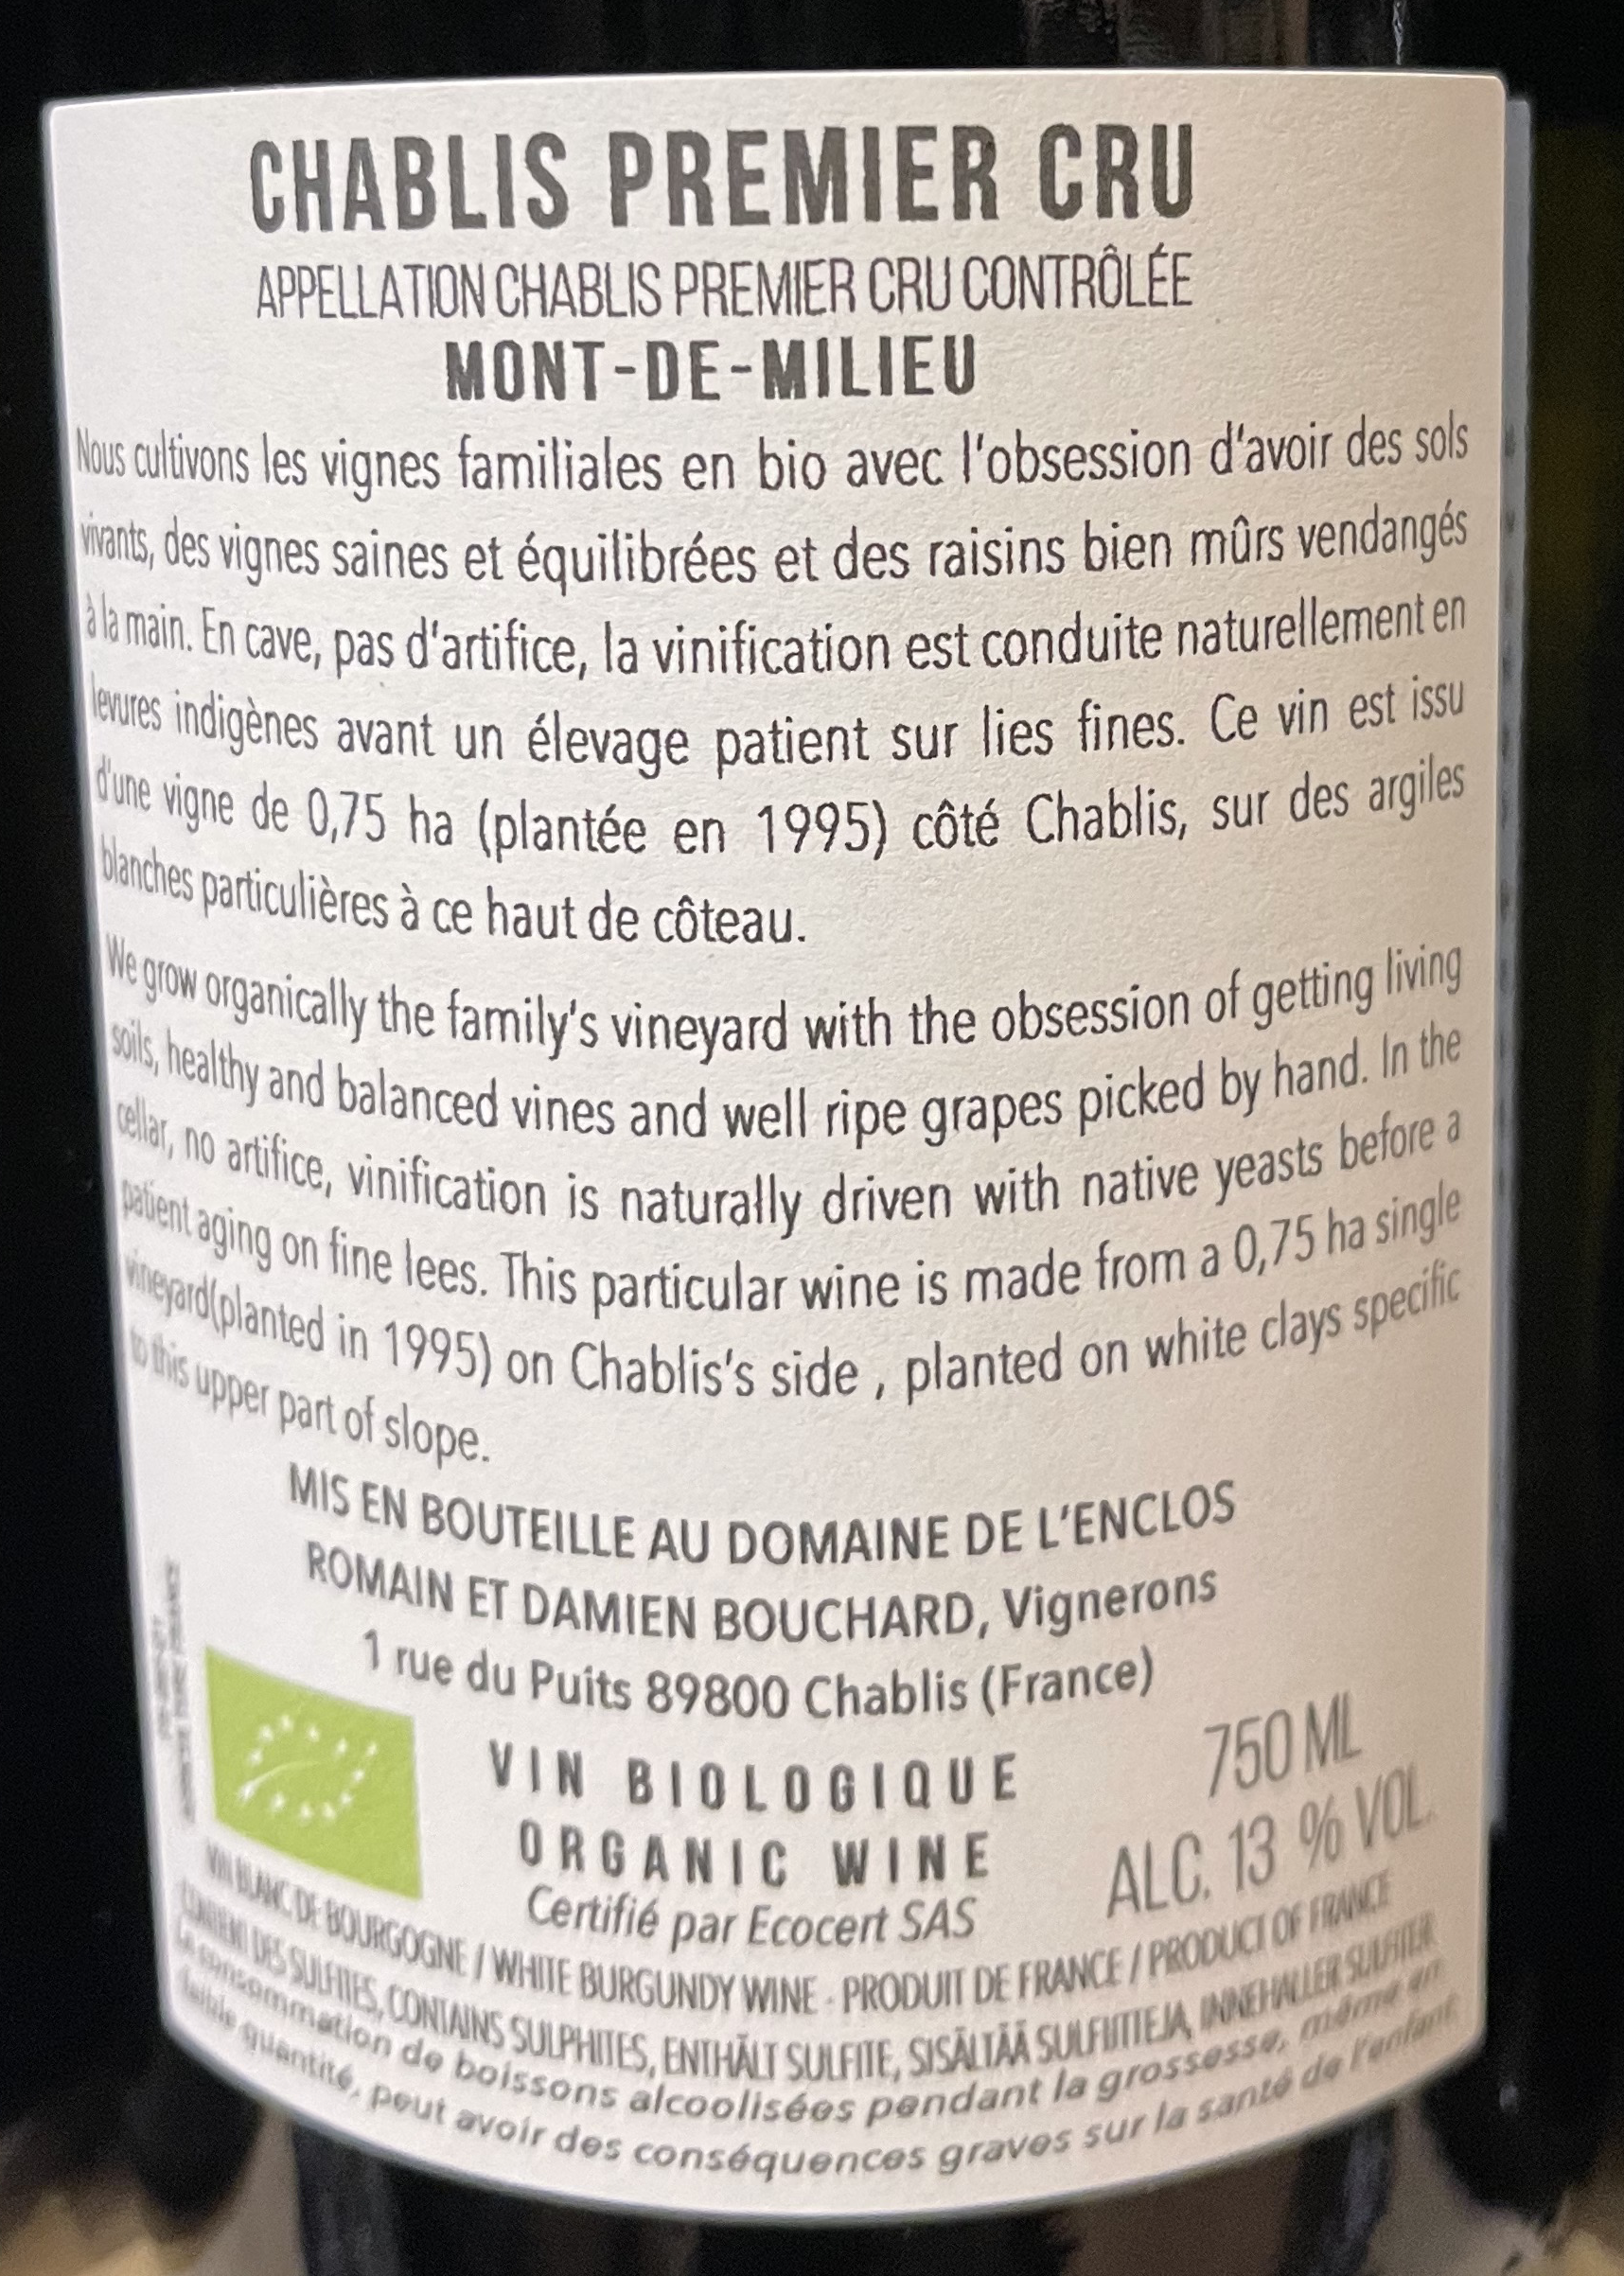 CHABLIS PREMIER CRU
APPELLATION CHABLIS PREMIER CRU CONTRÔLÉE
MONT-DE-MILIEU
Nous cultivons les vignes familiales en bio avec l'obsession d'avoir des sols
vivants, des vignes saines et équilibrées et des raisins bien mûrs vendangés
à la main. En cave, pas d'artifice, la vinification est conduite naturellement en
levures indigènes avant un élevage patient sur lies fines. Ce vin est issu
d'une vigne de 0,75 ha (plantée en 1995) côté Chablis, sur des argiles
blanches particulières à ce haut de côteau.
We grow organically the family's vineyard with the obsession of getting living
soils, healthy and balanced vines and well ripe grapes picked by hand. In the
cellar, no artifice, vinification is naturally driven with native yeasts before a
patient aging on fine lees. This particular wine is made from a 0,75 ha single
vineyard(planted in 1995) on Chablis's side , planted on white clays specific
to this upper part of slope.
MIS EN BOUTEILLE AU DOMAINE DE L'ENCLOS
ROMAIN ET DAMIEN BOUCHARD, Vignerons
1 rue du Puits 89800 Chablis (France)
VIN BIOLOGIQUE
ORGANIC WINE
Certifié par Ecocert SAS
750 ML
ALC. 13 % VOL.
VIN BLANC DE BOURGOGNE / WHITE BURGUNDY WINE - PRODUIT DE FRANCE / PRODUCT OF FRANCE
CONTIENT DES SULFITES, CONTAINS SULPHITES, ENTHÄLT SULFITE, SISÄLTÄÄ SULFIITTEJA, INNEHALLER SULFITER
La consommation de boissons alcoolisées pendant la grossesse, même en
faible quantité, peut avoir des conséquences graves sur la santé de l'enfant